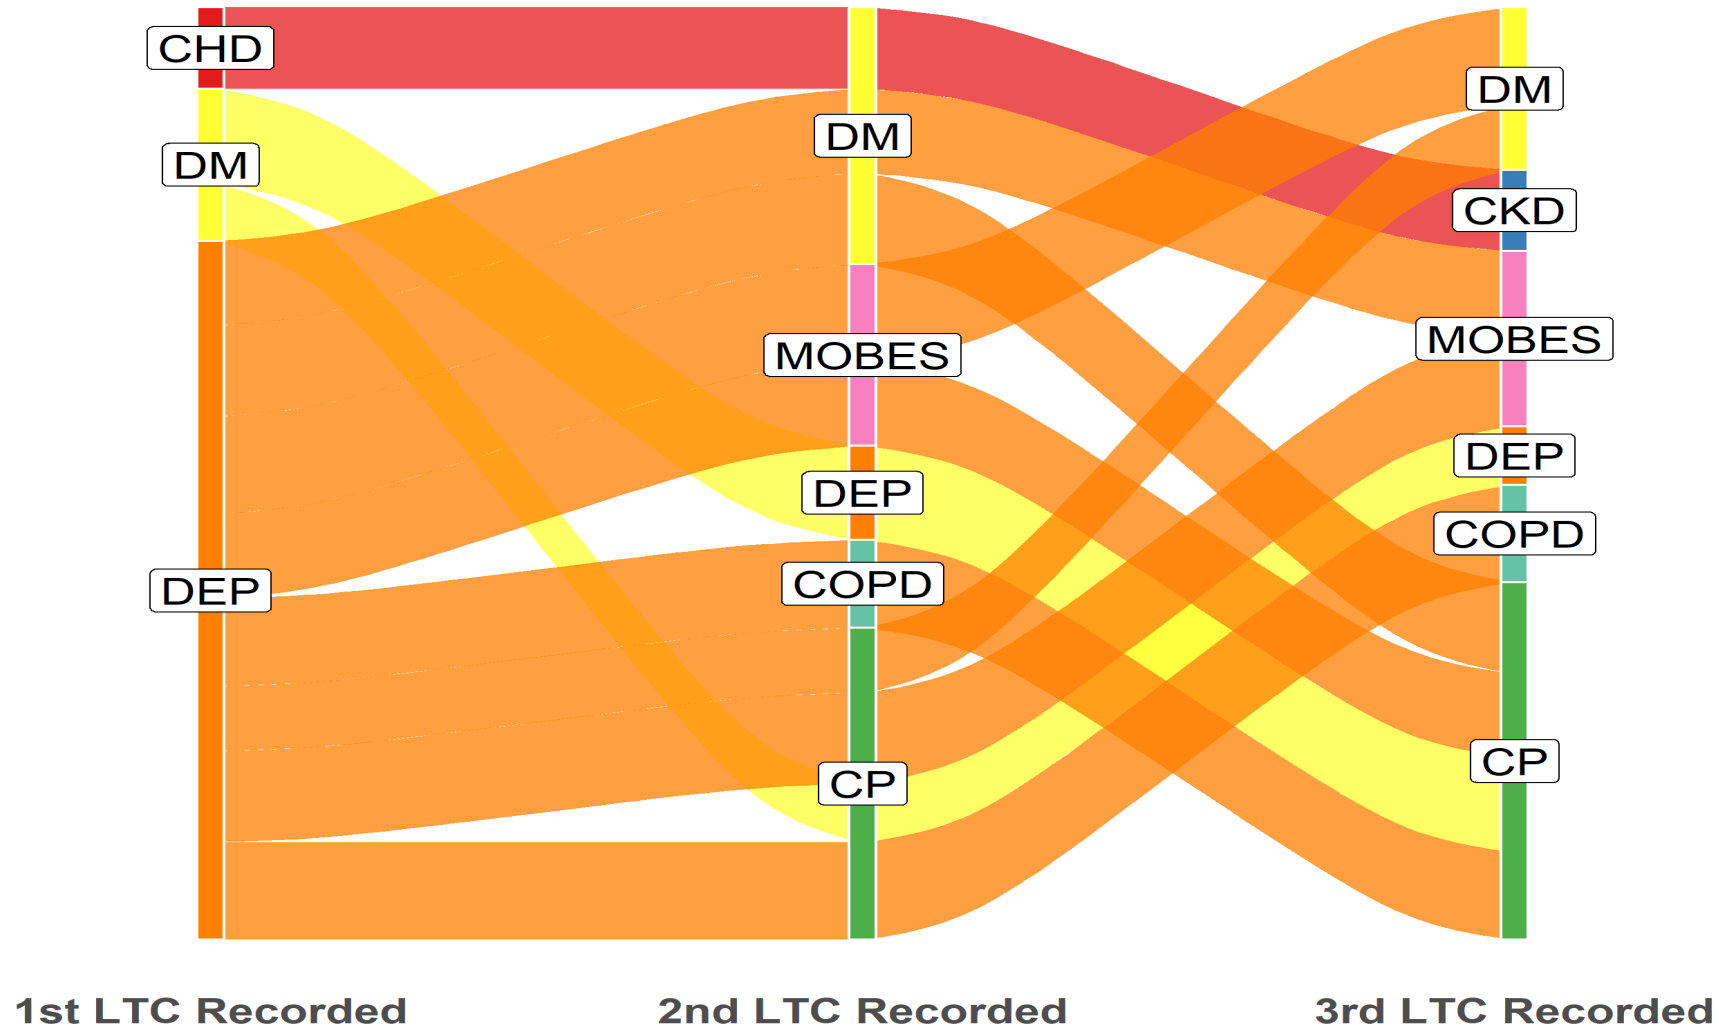 CHD
DM
DEP
DM
MOBES
DEP
COPD
CP
DM
CKD
MOBES
DEP
COPD
CP
1st LTC Recorded
2nd LTC Recorded
3rd LTC Recorded